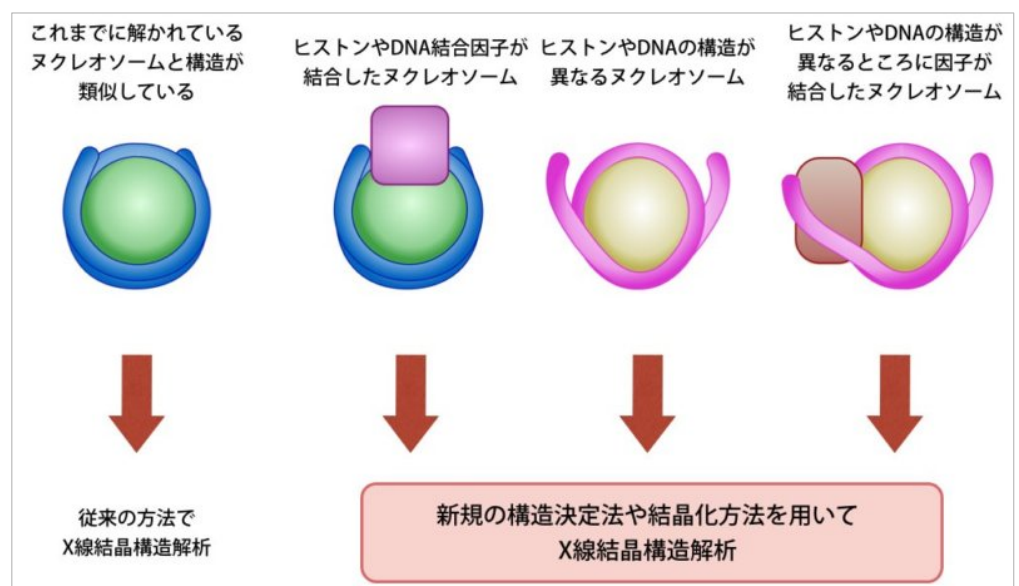 これまでに解かれている
ヌクレオソームと構造が
類似している
ヒストンやDNA結合因子が
結合したヌクレオソーム
ヒストンやDNAの構造が
異なるヌクレオソーム
ヒストンやDNAの構造が
異なるところに因子が
結合したヌクレオソーム
従来の方法で
X線結晶構造解析
新規の構造決定法や結晶化方法を用いて
X線結晶構造解析